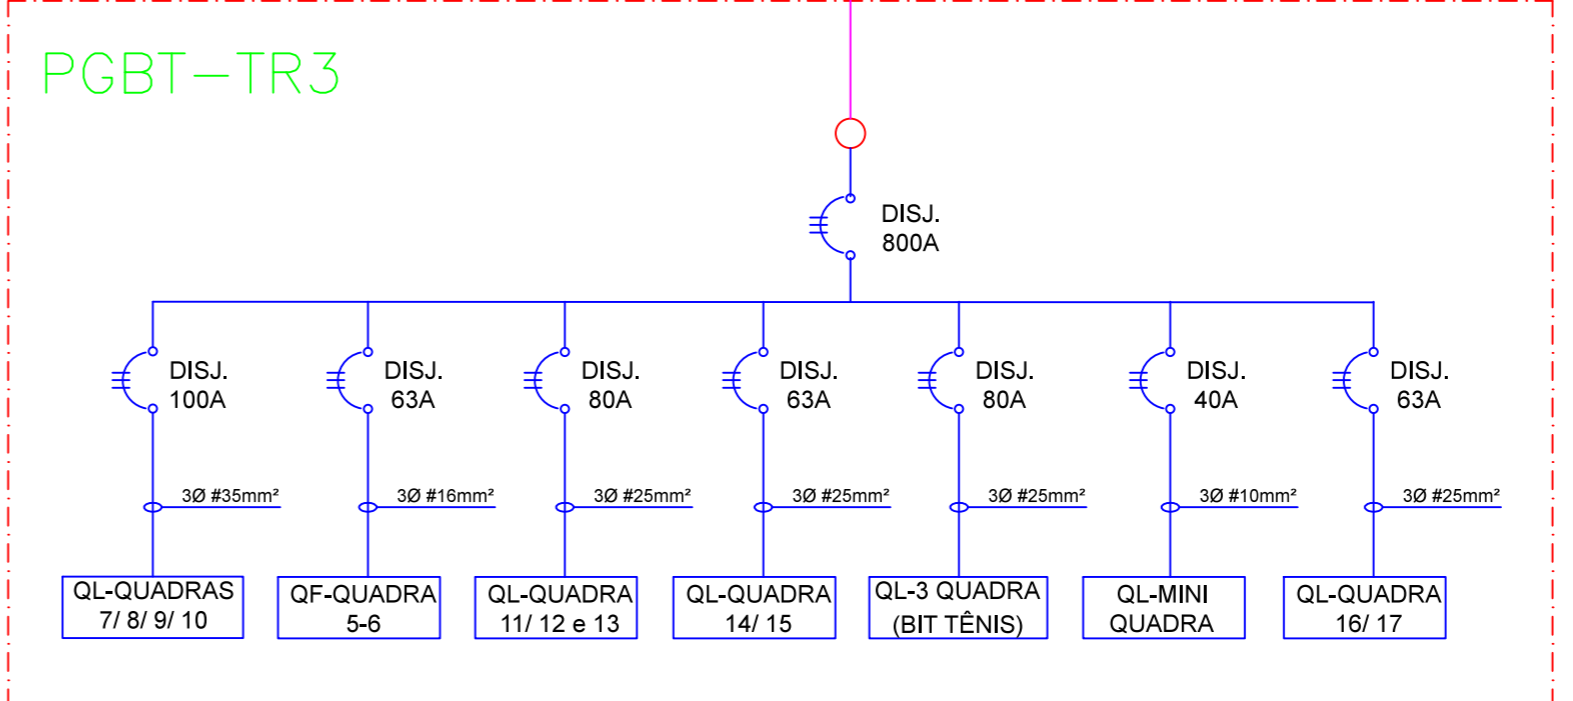 PGBT-TR3
DISJ.
800A
DISJ.
100A
DISJ.
63A
DISJ.
80A
DISJ.
63A
DISJ.
80A
DISJ.
40A
DISJ.
63A
3Ø #35mm²
3Ø #16mm²
3Ø #25mm²
3Ø #25mm²
3Ø #25mm²
3Ø #10mm²
3Ø #25mm²
QL-QUADRAS
7/ 8/ 9/ 10
QF-QUADRA
5-6
QL-QUADRA
11/ 12 e 13
QL-QUADRA
14/ 15
QL-3 QUADRA
(BIT TÊNIS)
QL-MINI
QUADRA
QL-QUADRA
16/ 17